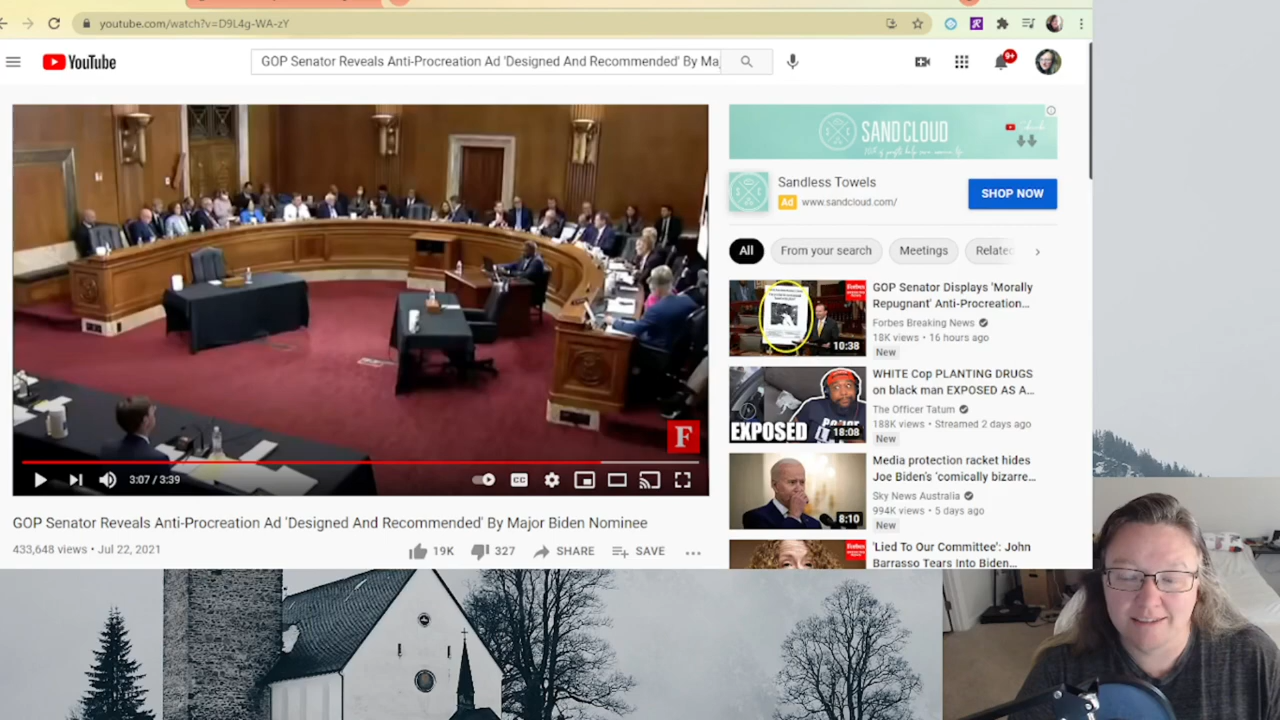 youtube.com/watch?v=D9L4g-WA-zY
YouTube
GOP Senator Reveals Anti-Procreation Ad 'Designed And Recommended' By Ma
9+
SAND CLOUD
Sandless Towels
Ad www.sandcloud.com/
SHOP NOW
All
From your search
Meetings
Related
GOP Senator Displays 'Morally
Repugnant' Anti-Procreation...
Forbes Breaking News
18K views • 16 hours ago
New
10:38
WHITE Cop PLANTING DRUGS
on black man EXPOSED AS A...
The Officer Tatum
188K views • Streamed 2 days ago
New
EXPOSED
18:08
Media protection racket hides
Joe Biden's 'comically bizarre...
Sky News Australia
994K views • 5 days ago
New
8:10
'Lied To Our Committee': John
Barrasso Tears Into Biden...
Forbes
F
3:07 / 3:39
CC
GOP Senator Reveals Anti-Procreation Ad 'Designed And Recommended' By Major Biden Nominee
433,648 views • Jul 22, 2021
19K
327
SHARE
SAVE